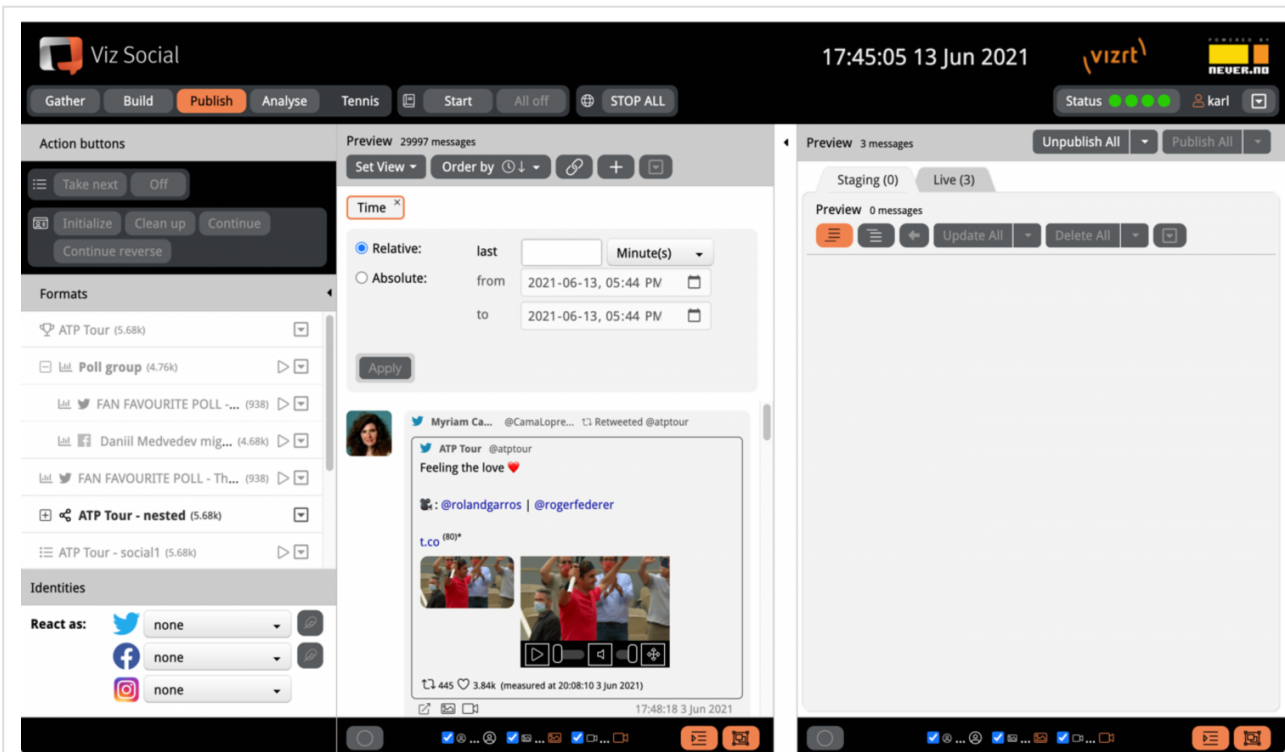 Viz Social
17:45:05 13 Jun 2021
vizrt
POWERED BY
NEVER.NO
Gather Build Publish Analyse Tennis Start All off STOP ALL
Status karl
Action buttons
Take next Off
Initialize Clean up Continue
Continue reverse
Formats
ATP Tour (5.68k)
Poll group (4.76k)
FAN FAVOURITE POLL -... (938)
Daniil Medvedev mig... (4.68k)
FAN FAVOURITE POLL - Th... (938)
ATP Tour - nested (5.68k)
ATP Tour - social1 (5.68k)
Identities
React as: none
none
none
Preview 29997 messages
Set View Order by
Time ×
Relative: last Minute(s)
Absolute: from 2021-06-13, 05:44 PM
to 2021-06-13, 05:44 PM
Apply
Myriam Ca... @CamaLopre... Retweeted @atptour
ATP Tour @atptour
Feeling the love ❤️
🎥: @rolandgarros | @rogerfederer
t.co (80)*
445 3.84k (measured at 20:08:10 3 Jun 2021)
17:48:18 3 Jun 2021
... ... ...
Preview 3 messages
Unpublish All Publish All
Staging (0) Live (3)
Preview 0 messages
Update All Delete All
... ... ...